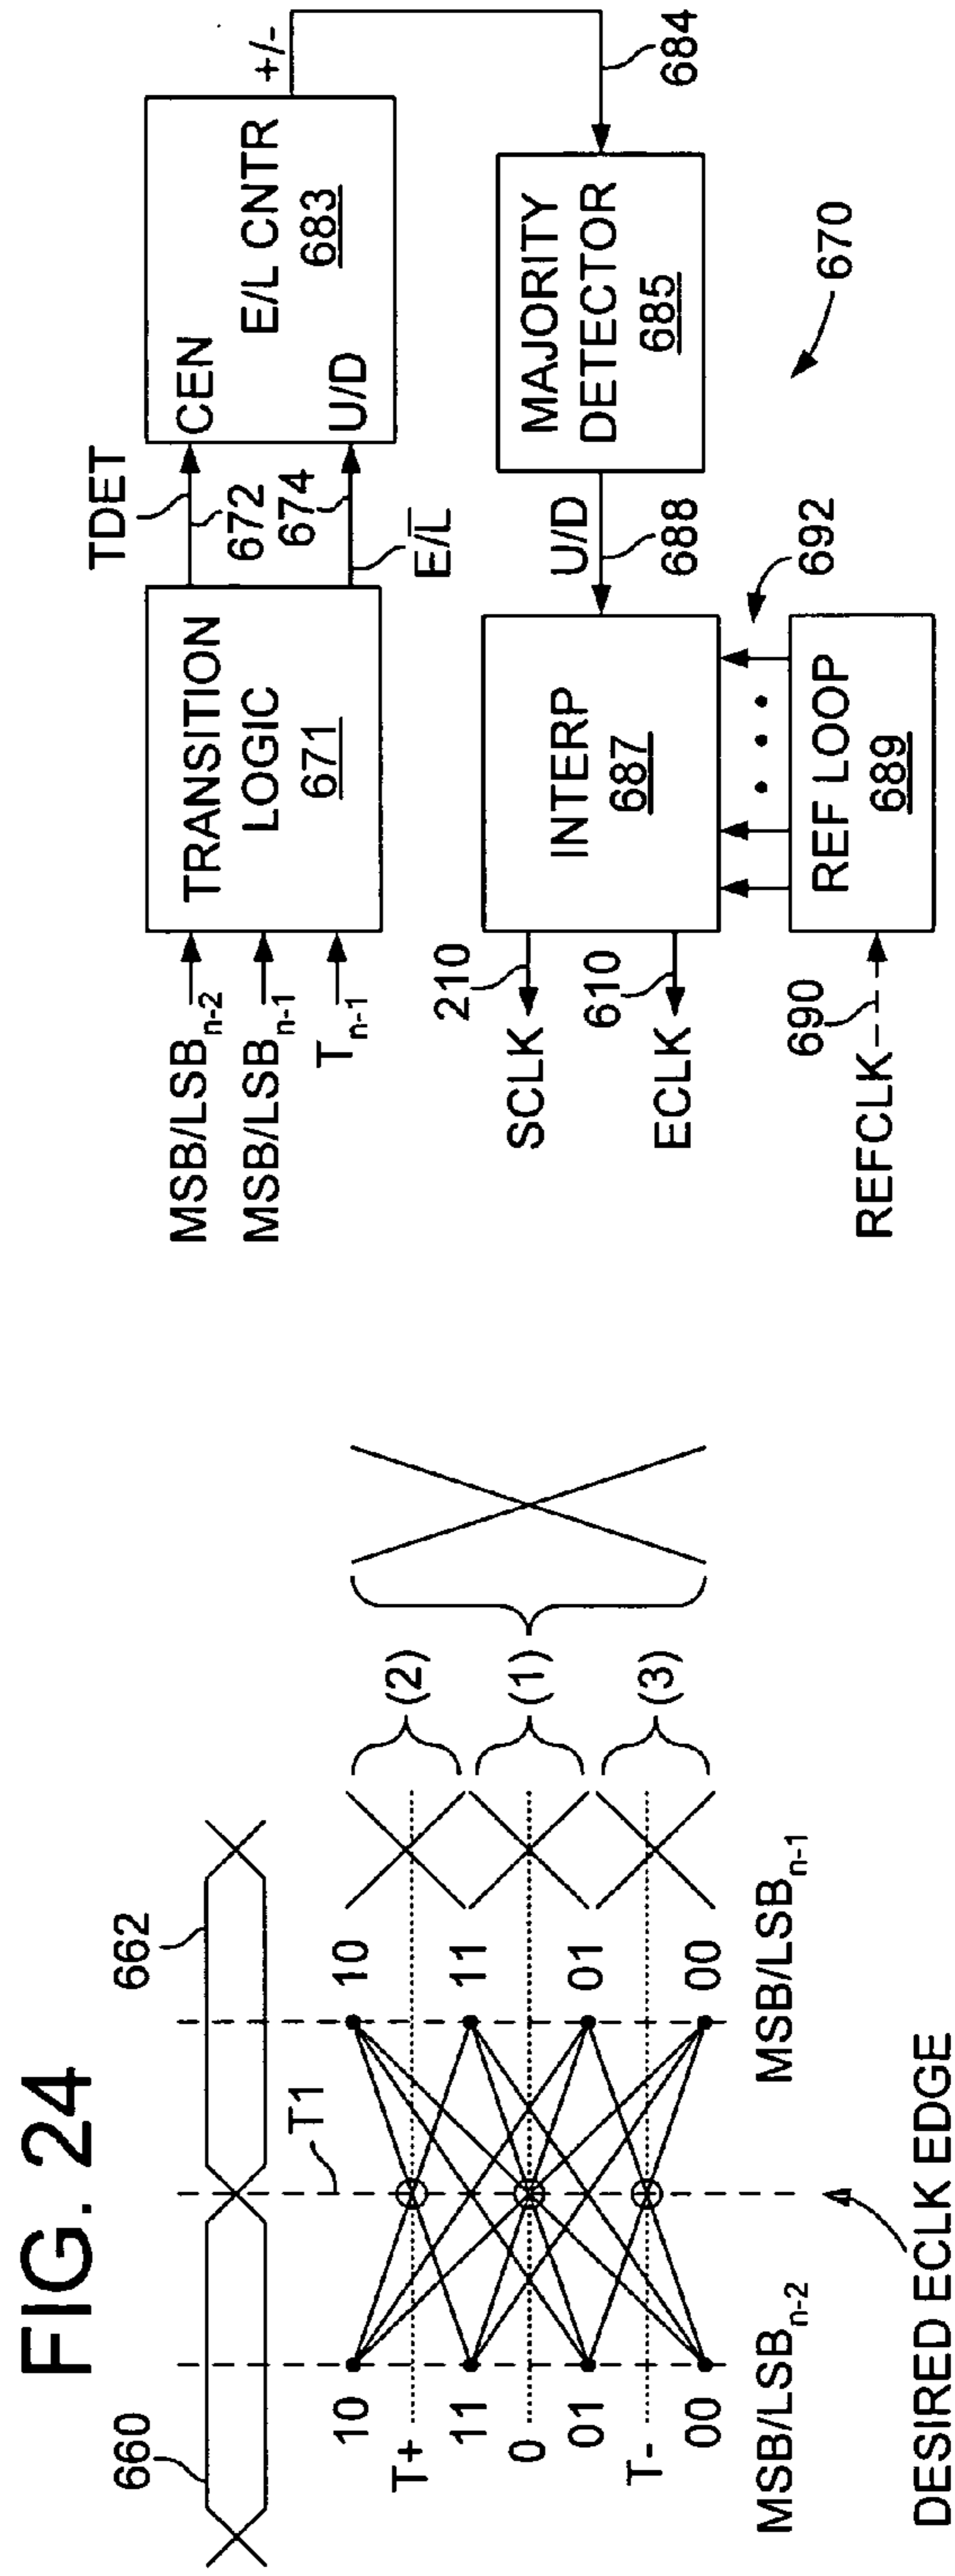 FIG. 24
660
662
T1
10
T+
11
0
01
T-
00
10
11
01
00
(2)
(1)
(3)
MSB/LSBn-2
MSB/LSBn-1
DESIRED ECLK EDGE
MSB/LSBn-2
MSB/LSBn-1
Tn-1
TRANSITION
LOGIC
671
TDET
672
674
E/L̅
CEN
E/L CNTR
683
U/D
+/-
684
MAJORITY
DETECTOR
685
U/D
688
INTERP
687
SCLK
210
ECLK
610
692
REF LOOP
689
REFCLK
690
670